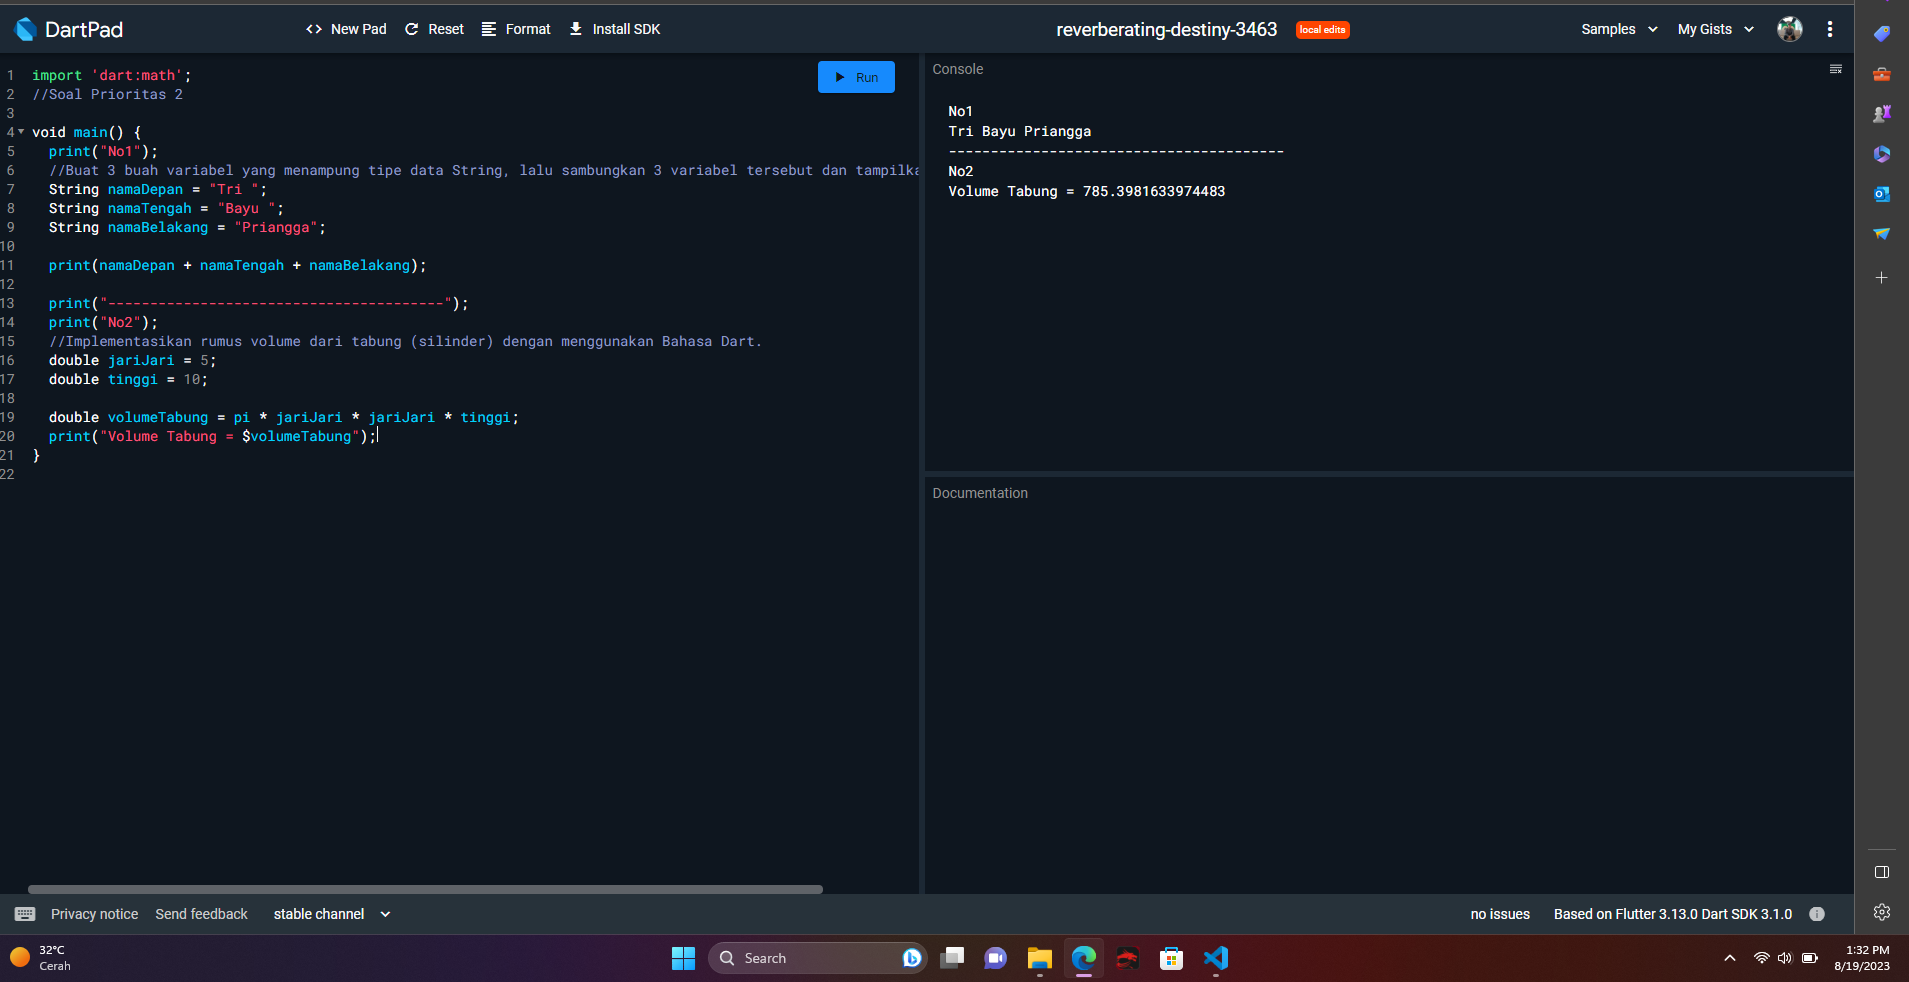 DartPad
New Pad
Reset
Format
Install SDK
reverberating-destiny-3463
local edits
Samples
My Gists
1 import 'dart:math';
2 //Soal Prioritas 2
3
4 void main() {
5 print("No1");
6 //Buat 3 buah variabel yang menampung tipe data String, lalu sambungkan 3 variabel tersebut dan tampilka
7 String namaDepan = "Tri ";
8 String namaTengah = "Bayu ";
9 String namaBelakang = "Priangga";
10
11 print(namaDepan + namaTengah + namaBelakang);
12
13 print("----------------------------------------");
14 print("No2");
15 //Implementasikan rumus volume dari tabung (silinder) dengan menggunakan Bahasa Dart.
16 double jariJari = 5;
17 double tinggi = 10;
18
19 double volumeTabung = pi * jariJari * jariJari * tinggi;
20 print("Volume Tabung = $volumeTabung");
21 }
22
Run
Console
No1
Tri Bayu Priangga
----------------------------------------
No2
Volume Tabung = 785.3981633974483
Documentation
Privacy notice
Send feedback
stable channel
no issues
Based on Flutter 3.13.0 Dart SDK 3.1.0
32°C
Cerah
Search
1:32 PM
8/19/2023